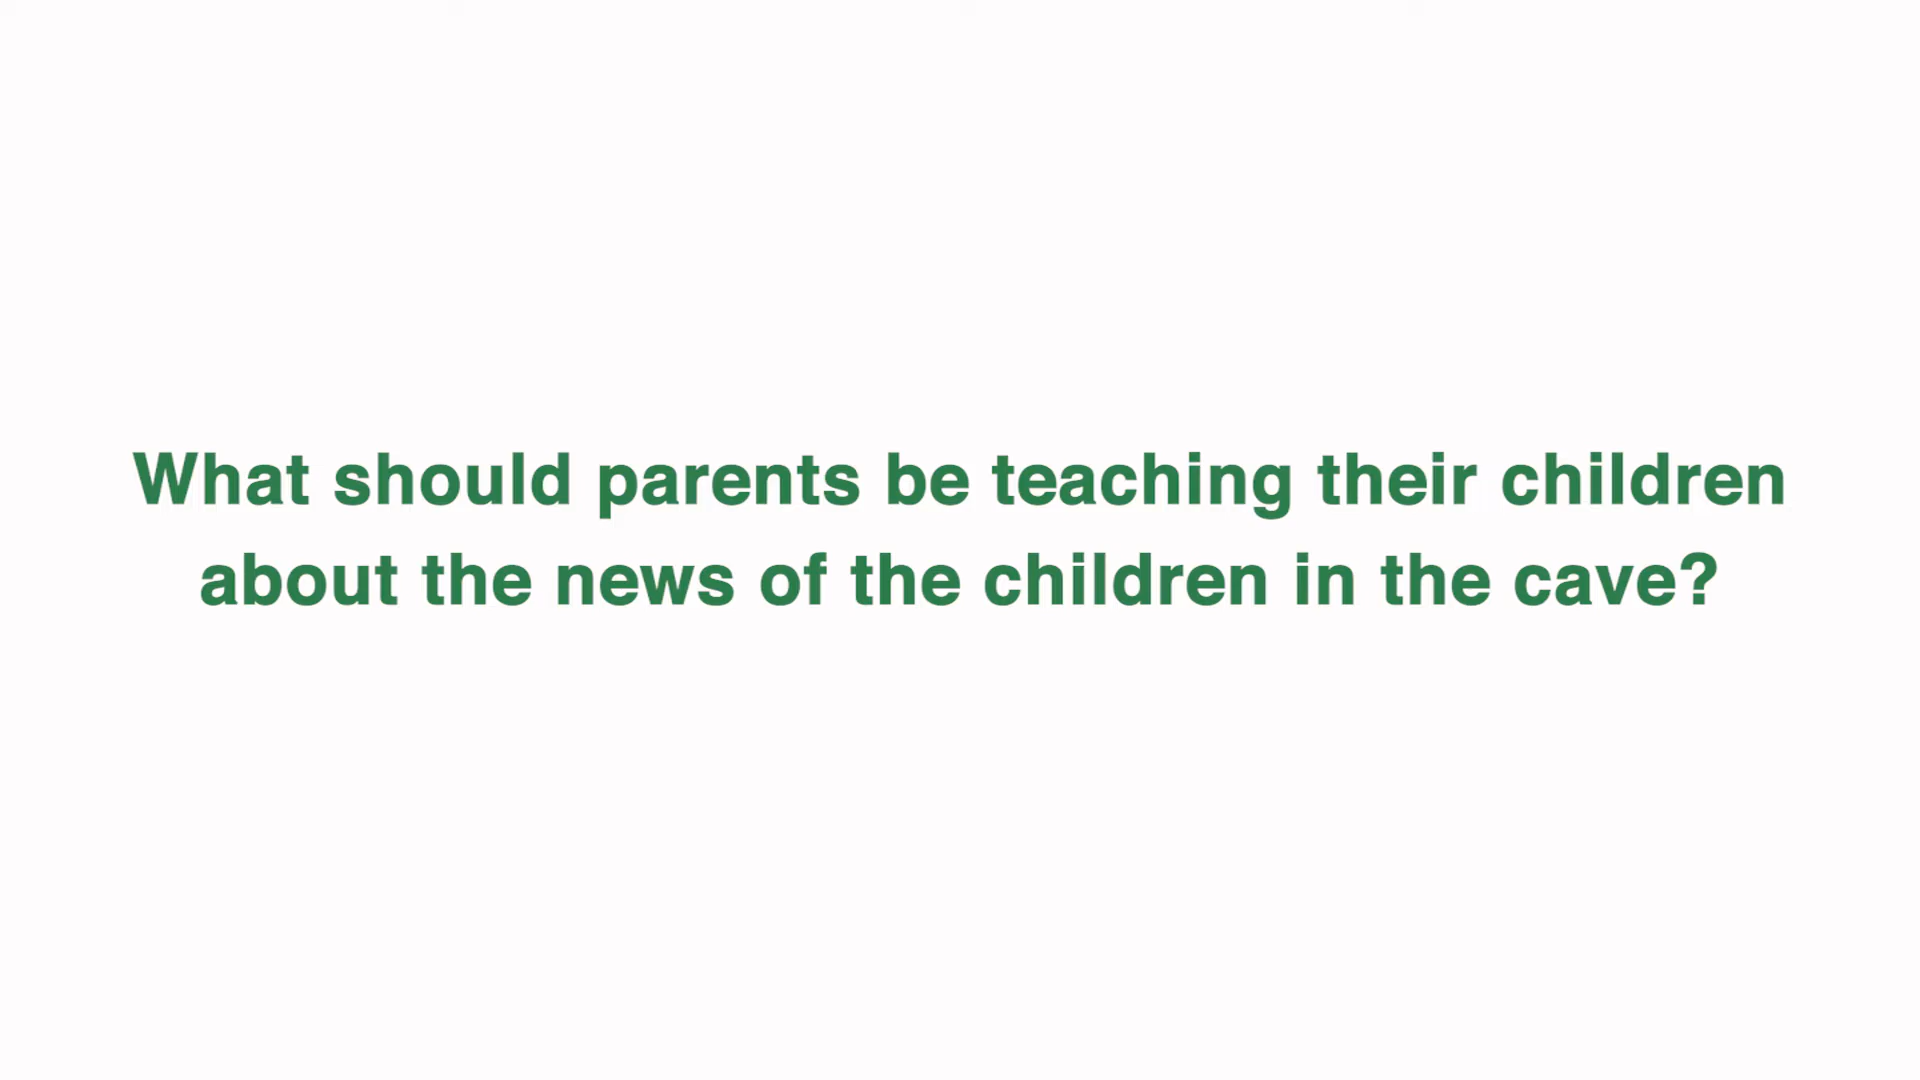 What should parents be teaching their children
about the news of the children in the cave?